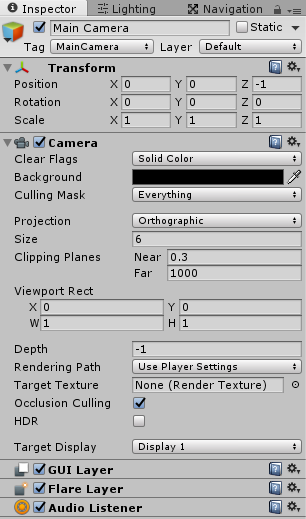 Inspector Lighting Navigation
Main Camera Static
Tag MainCamera Layer Default
Transform
Position X 0 Y 0 Z -1
Rotation X 0 Y 0 Z 0
Scale X 1 Y 1 Z 1
Camera
Clear Flags Solid Color
Background
Culling Mask Everything
Projection Orthographic
Size 6
Clipping Planes Near 0.3
Far 1000
Viewport Rect
X 0 Y 0
W 1 H 1
Depth -1
Rendering Path Use Player Settings
Target Texture None (Render Texture)
Occlusion Culling
HDR
Target Display Display 1
GUI Layer
Flare Layer
Audio Listener